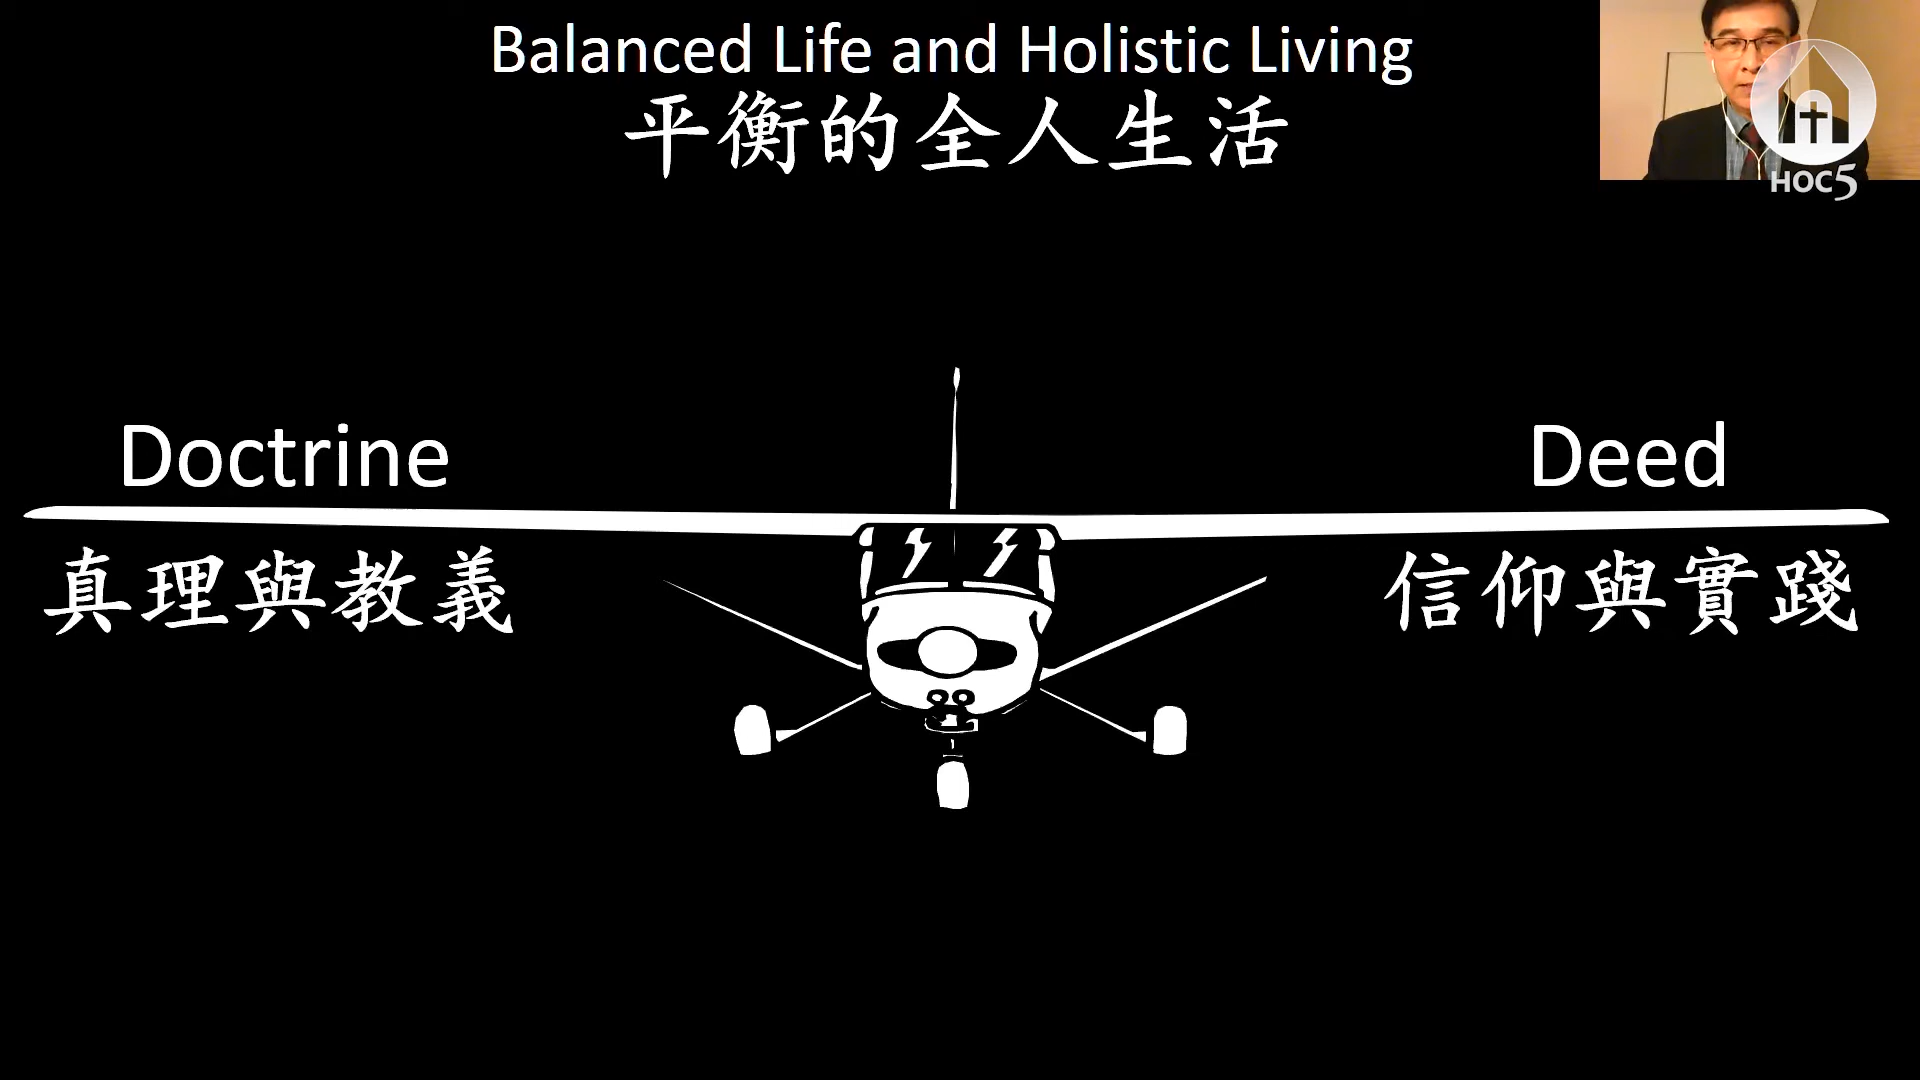 Balanced Life and Holistic Living
平衡的全人生活
HOC5
Doctrine
Deed
真理與教義
信仰與實踐